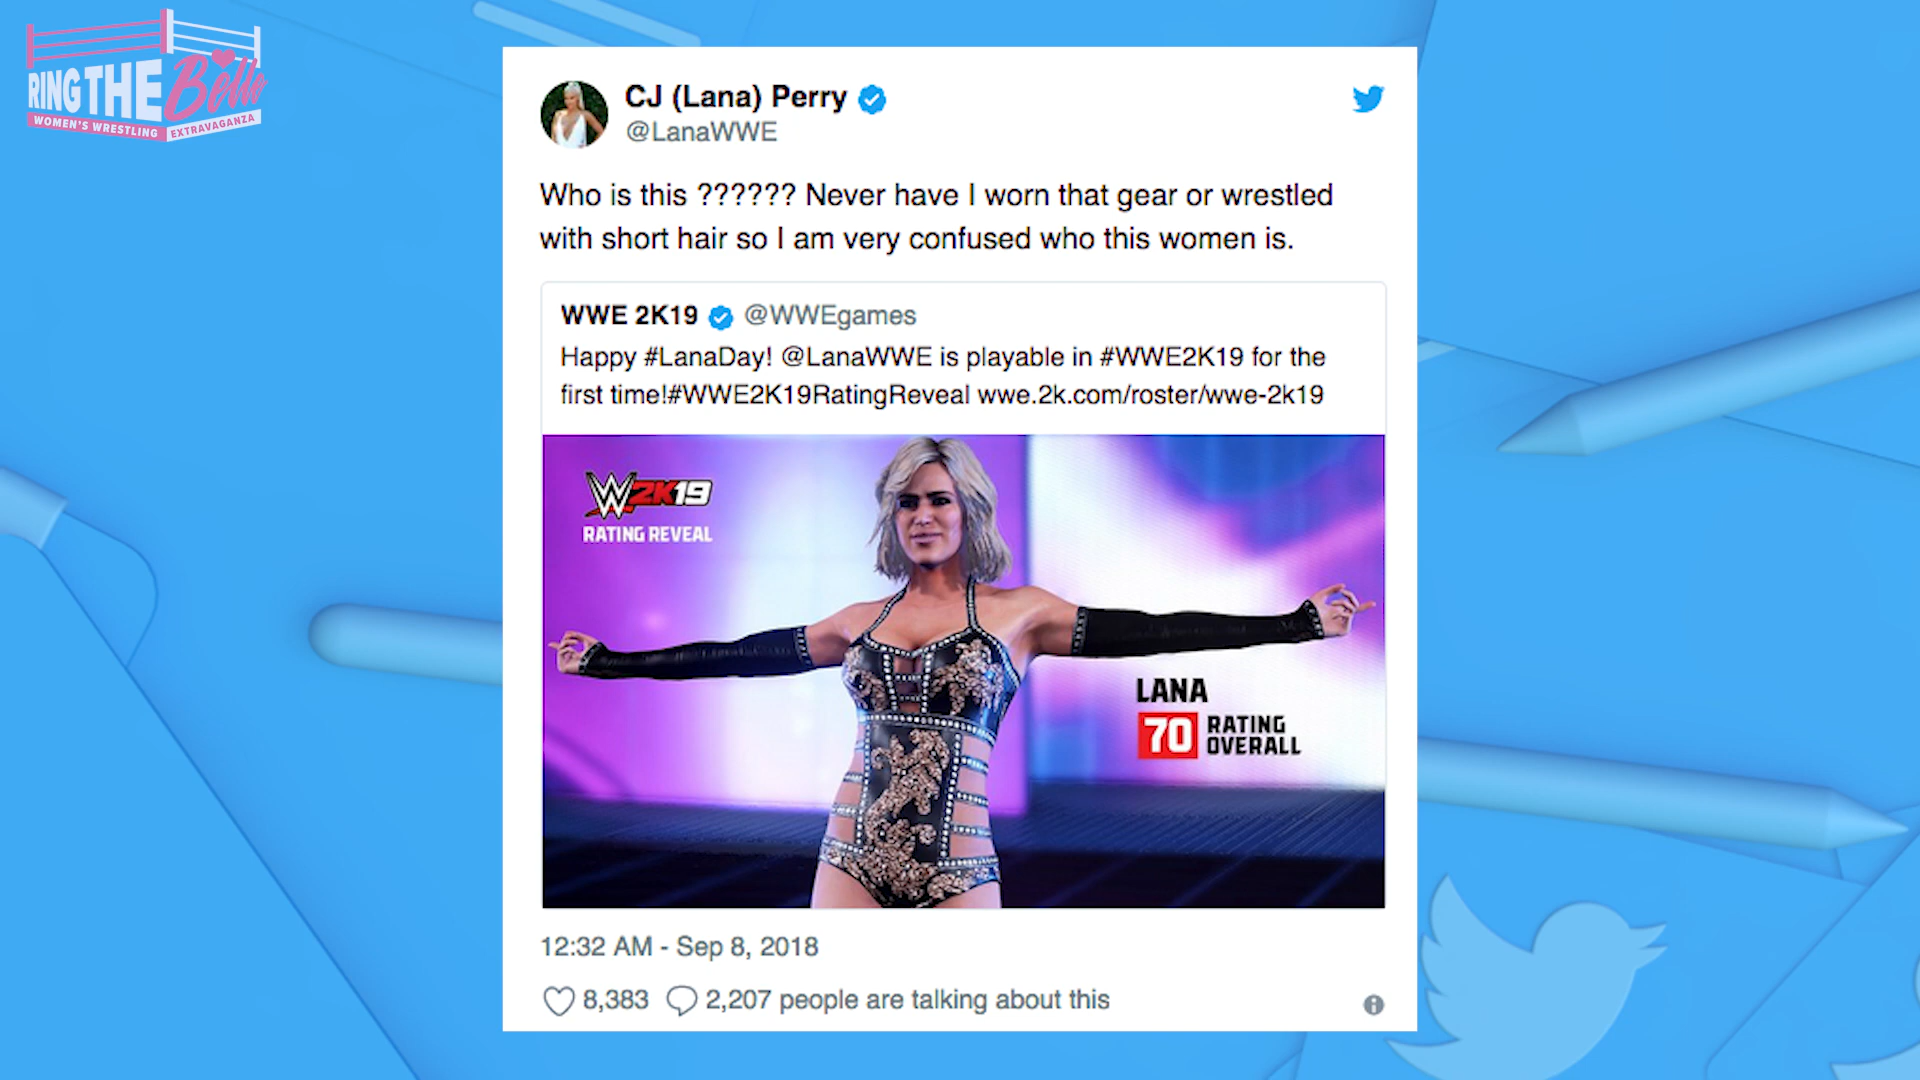 RING THE Belle
WOMEN'S WRESTLING EXTRAVAGANZA
CJ (Lana) Perry
@LanaWWE
Who is this ?????? Never have I worn that gear or wrestled
with short hair so I am very confused who this women is.
WWE 2K19 @WWEgames
Happy #LanaDay! @LanaWWE is playable in #WWE2K19 for the
first time!#WWE2K19RatingReveal wwe.2k.com/roster/wwe-2k19
W 2K19
RATING REVEAL
LANA
70 RATING
OVERALL
12:32 AM - Sep 8, 2018
8,383 2,207 people are talking about this